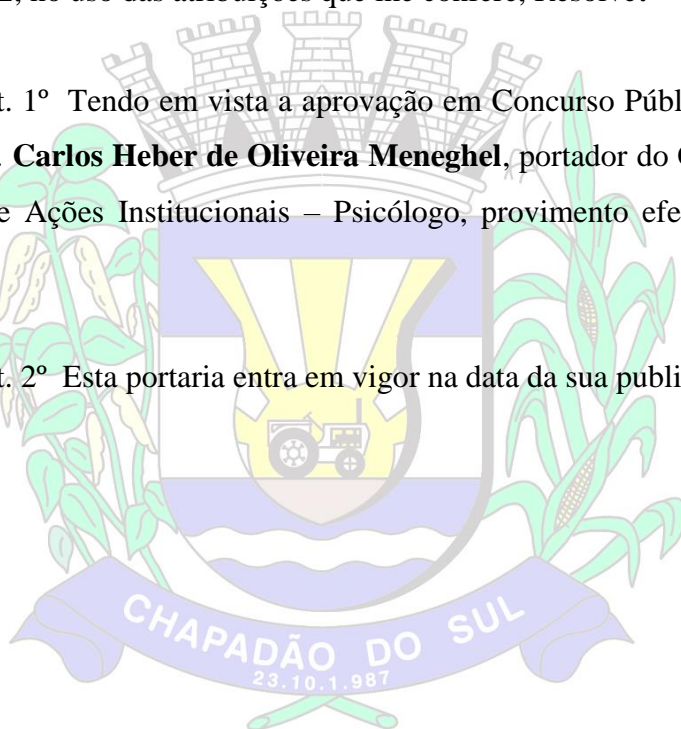 no uso das atribuições que lhe confere, Resolve:
t. 1º Tendo em vista a aprovação em Concurso Públ
Carlos Heber de Oliveira Meneghel, portador do
e Ações Institucionais – Psicólogo, provimento efe
t. 2º Esta portaria entra em vigor na data da sua publi
CHAPADÃO DO SUL
23.10.1.987